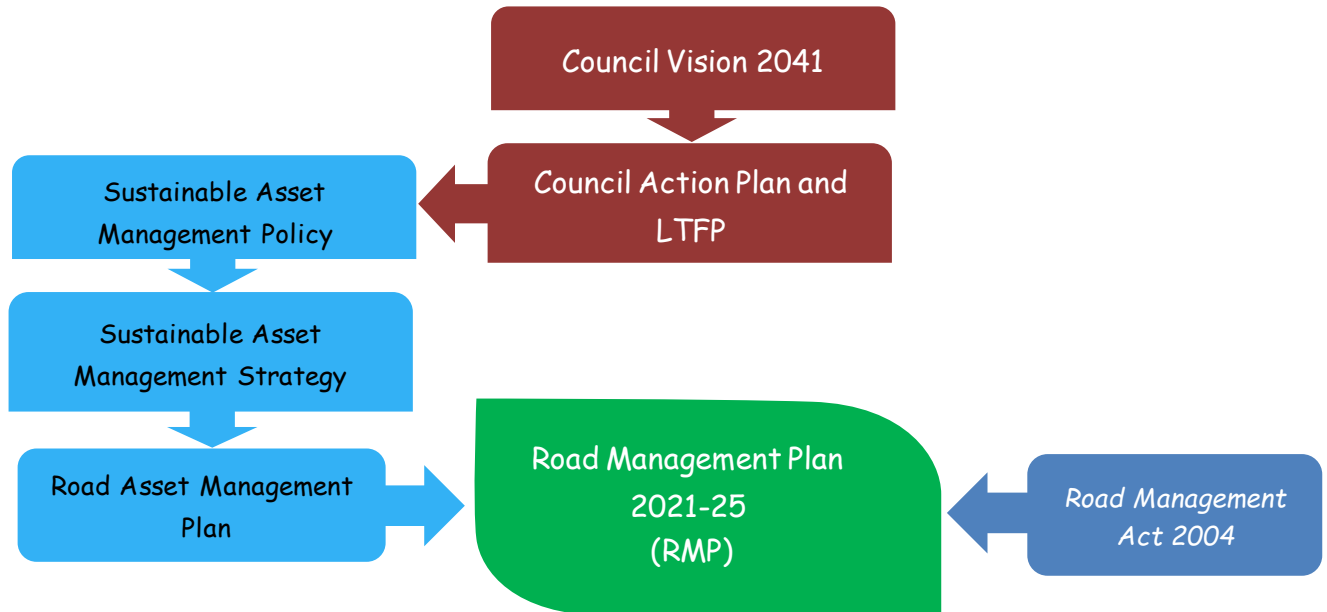 Council Vision 2041
Council Action Plan and
LTFP
Sustainable Asset
Management Policy
Sustainable Asset
Management Strategy
Road Asset Management
Plan
Road Management Plan
2021-25
(RMP)
Road Management
Act 2004